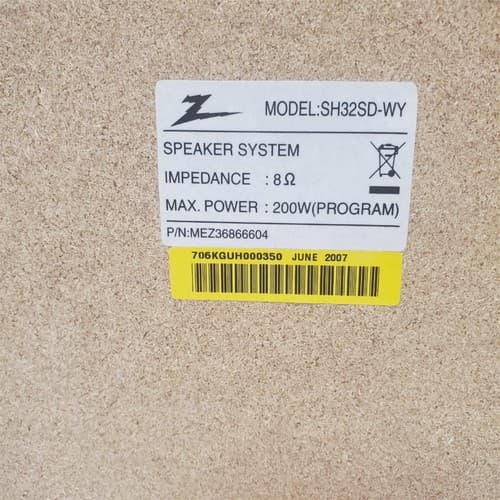 MODEL:SH32SD-WY
SPEAKER SYSTEM
IMPEDANCE : 8Ω
MAX. POWER : 200W(PROGRAM)
P/N:MEZ36866604
706KGUH000350 JUNE 2007